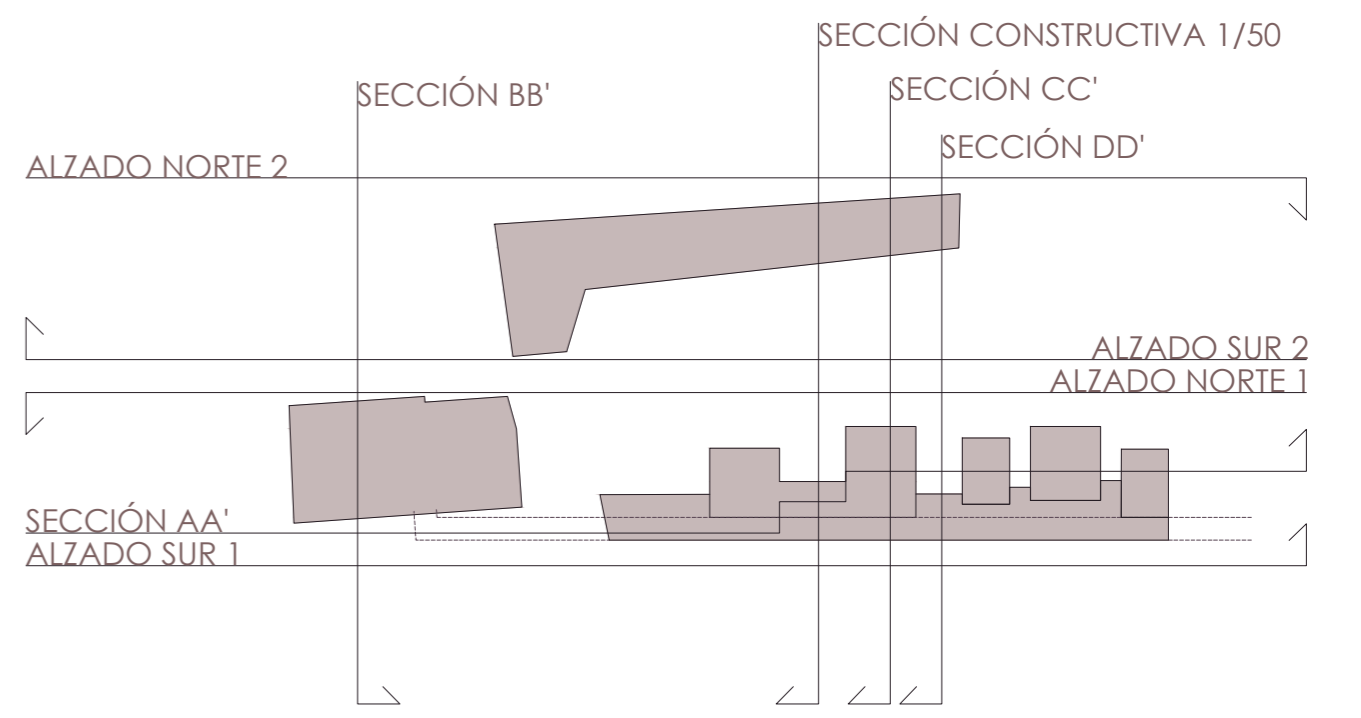 SECCIÓN CONSTRUCTIVA 1/50
SECCIÓN BB'
SECCIÓN CC'
SECCIÓN DD'
ALZADO NORTE 2
ALZADO SUR 2
ALZADO NORTE 1
SECCIÓN AA'
ALZADO SUR 1